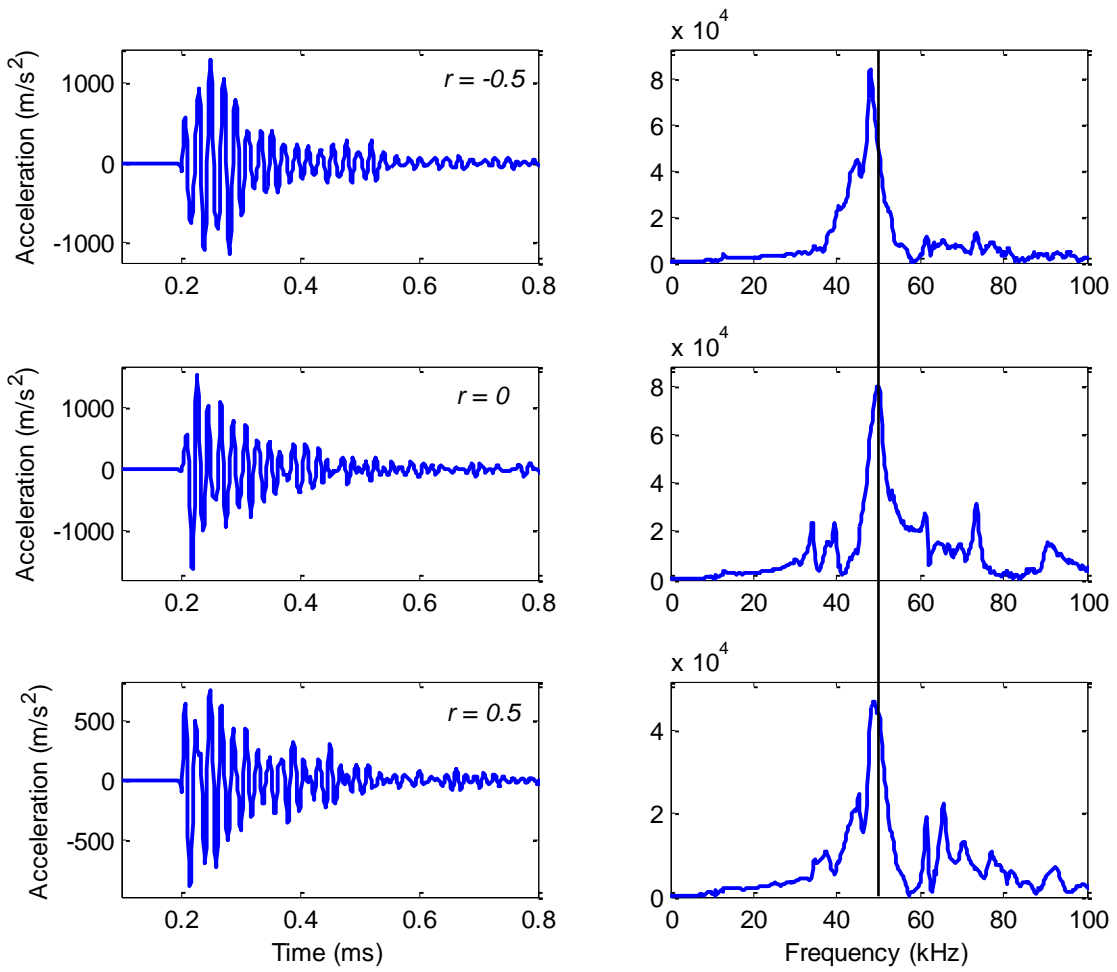 x 10^4
Acceleration (m/s^2)
1000
0
-1000
r = -0.5
0.2 0.4 0.6 0.8
8
6
4
2
0
0 20 40 60 80 100
x 10^4
Acceleration (m/s^2)
1000
0
-1000
r = 0
0.2 0.4 0.6 0.8
8
6
4
2
0
0 20 40 60 80 100
x 10^4
Acceleration (m/s^2)
500
0
-500
r = 0.5
0.2 0.4 0.6 0.8
Time (ms)
4
2
0
0 20 40 60 80 100
Frequency (kHz)